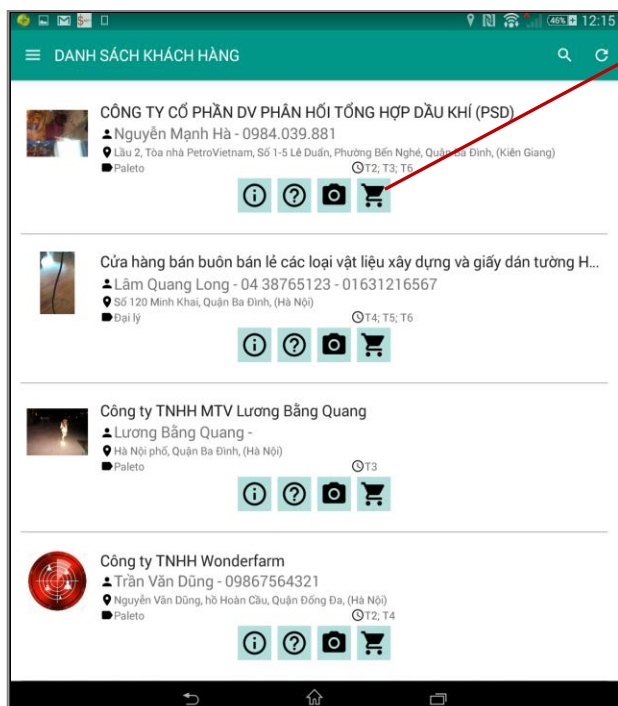 46% 12:15
DANH SÁCH KHÁCH HÀNG
CÔNG TY CỔ PHẦN DV PHÂN HỐI TỔNG HỢP DẦU KHÍ (PSD)
Nguyễn Mạnh Hà - 0984.039.881
Lầu 2, Tòa nhà PetroVietnam, Số 1-5 Lê Duẩn, Phường Bến Nghé, Quận Ba Đình, (Kiên Giang)
Paleto T2; T3; T6
Cửa hàng bán buôn bán lẻ các loại vật liệu xây dựng và giấy dán tường H...
Lâm Quang Long - 04 38765123 - 01631216567
Số 120 Minh Khai, Quận Ba Đình, (Hà Nội)
Đại lý T4; T5; T6
Công ty TNHH MTV Lương Bằng Quang
Lương Bằng Quang -
Hà Nội phố, Quận Ba Đình, (Hà Nội)
Paleto T3
Công ty TNHH Wonderfarm
Trần Văn Dũng - 09867564321
Nguyễn Văn Dũng, hồ Hoàn Cầu, Quận Đống Đa, (Hà Nội)
Paleto T2; T4